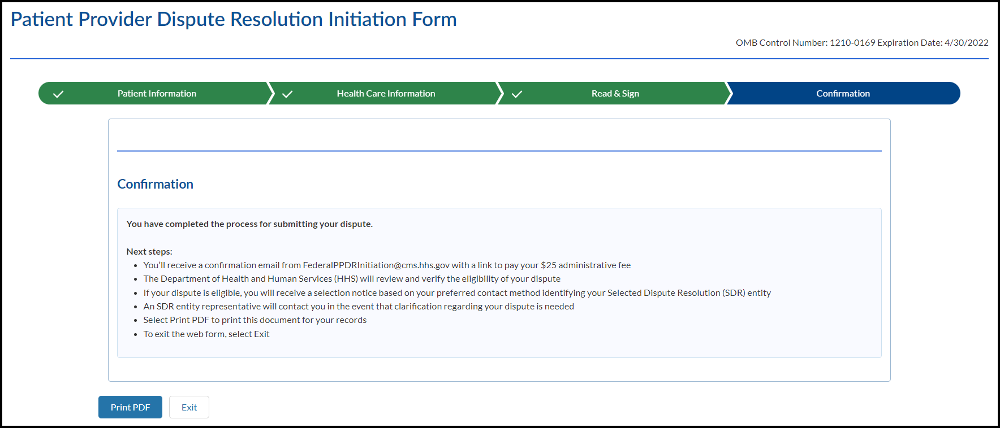 Patient Provider Dispute Resolution Initiation Form
OMB Control Number: 1210-0169 Expiration Date: 4/30/2022
Patient Information
Health Care Information
Read & Sign
Confirmation
Confirmation
You have completed the process for submitting your dispute.
Next steps:
• You’ll receive a confirmation email from FederalPPDRInitiation@cms.hhs.gov with a link to pay your $25 administrative fee
• The Department of Health and Human Services (HHS) will review and verify the eligibility of your dispute
• If your dispute is eligible, you will receive a selection notice based on your preferred contact method identifying your Selected Dispute Resolution (SDR) entity
• An SDR entity representative will contact you in the event that clarification regarding your dispute is needed
• Select Print PDF to print this document for your records
• To exit the web form, select Exit
Print PDF
Exit